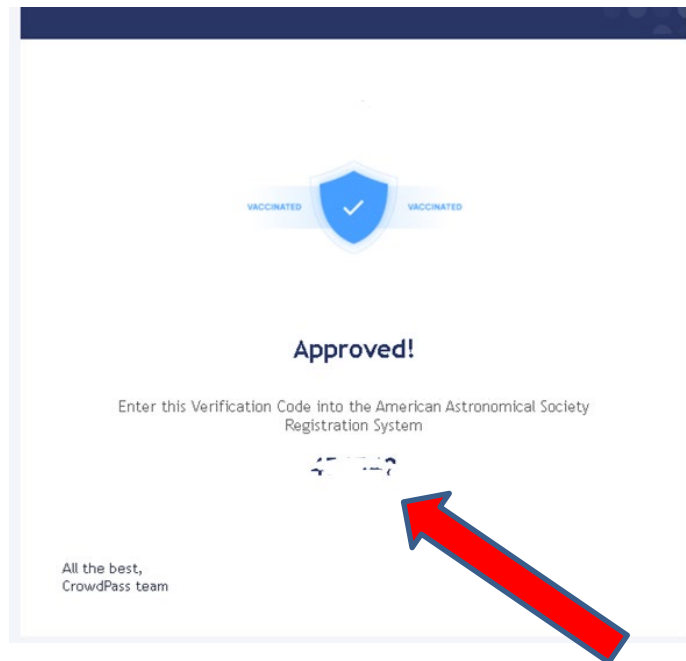 VACCINATED VACCINATED
Approved!
Enter this Verification Code into the American Astronomical Society
Registration System
All the best,
CrowdPass team